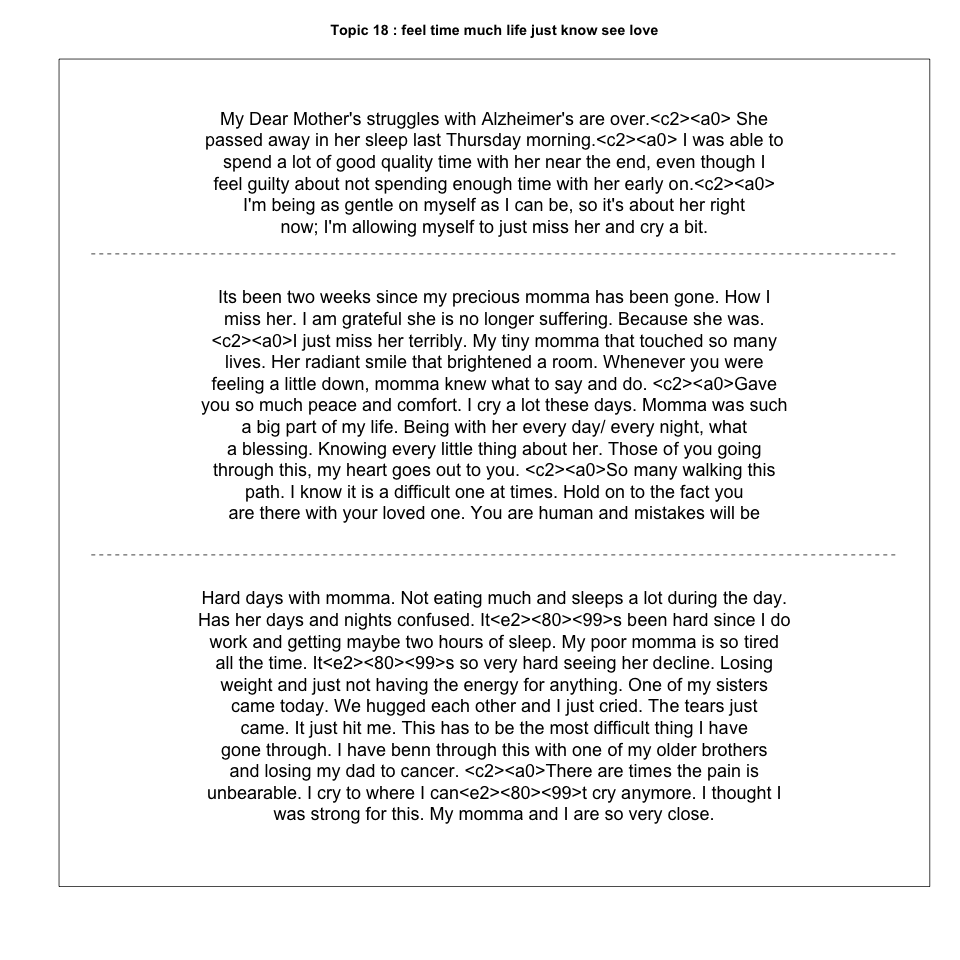 Topic 18 : feel time much life just know see love
My Dear Mother's struggles with Alzheimer's are over.<c2><a0> She
passed away in her sleep last Thursday morning.<c2><a0> I was able to
spend a lot of good quality time with her near the end, even though I
feel guilty about not spending enough time with her early on.<c2><a0>
I'm being as gentle on myself as I can be, so it's about her right
now; I'm allowing myself to just miss her and cry a bit.
Its been two weeks since my precious momma has been gone. How I
miss her. I am grateful she is no longer suffering. Because she was.
<c2><a0>I just miss her terribly. My tiny momma that touched so many
lives. Her radiant smile that brightened a room. Whenever you were
feeling a little down, momma knew what to say and do. <c2><a0>Gave
you so much peace and comfort. I cry a lot these days. Momma was such
a big part of my life. Being with her every day/ every night, what
a blessing. Knowing every little thing about her. Those of you going
through this, my heart goes out to you. <c2><a0>So many walking this
path. I know it is a difficult one at times. Hold on to the fact you
are there with your loved one. You are human and mistakes will be
Hard days with momma. Not eating much and sleeps a lot during the day.
Has her days and nights confused. It<e2><80><99>s been hard since I do
work and getting maybe two hours of sleep. My poor momma is so tired
all the time. It<e2><80><99>s so very hard seeing her decline. Losing
weight and just not having the energy for anything. One of my sisters
came today. We hugged each other and I just cried. The tears just
came. It just hit me. This has to be the most difficult thing I have
gone through. I have benn through this with one of my older brothers
and losing my dad to cancer. <c2><a0>There are times the pain is
unbearable. I cry to where I can<e2><80><99>t cry anymore. I thought I
was strong for this. My momma and I are so very close.